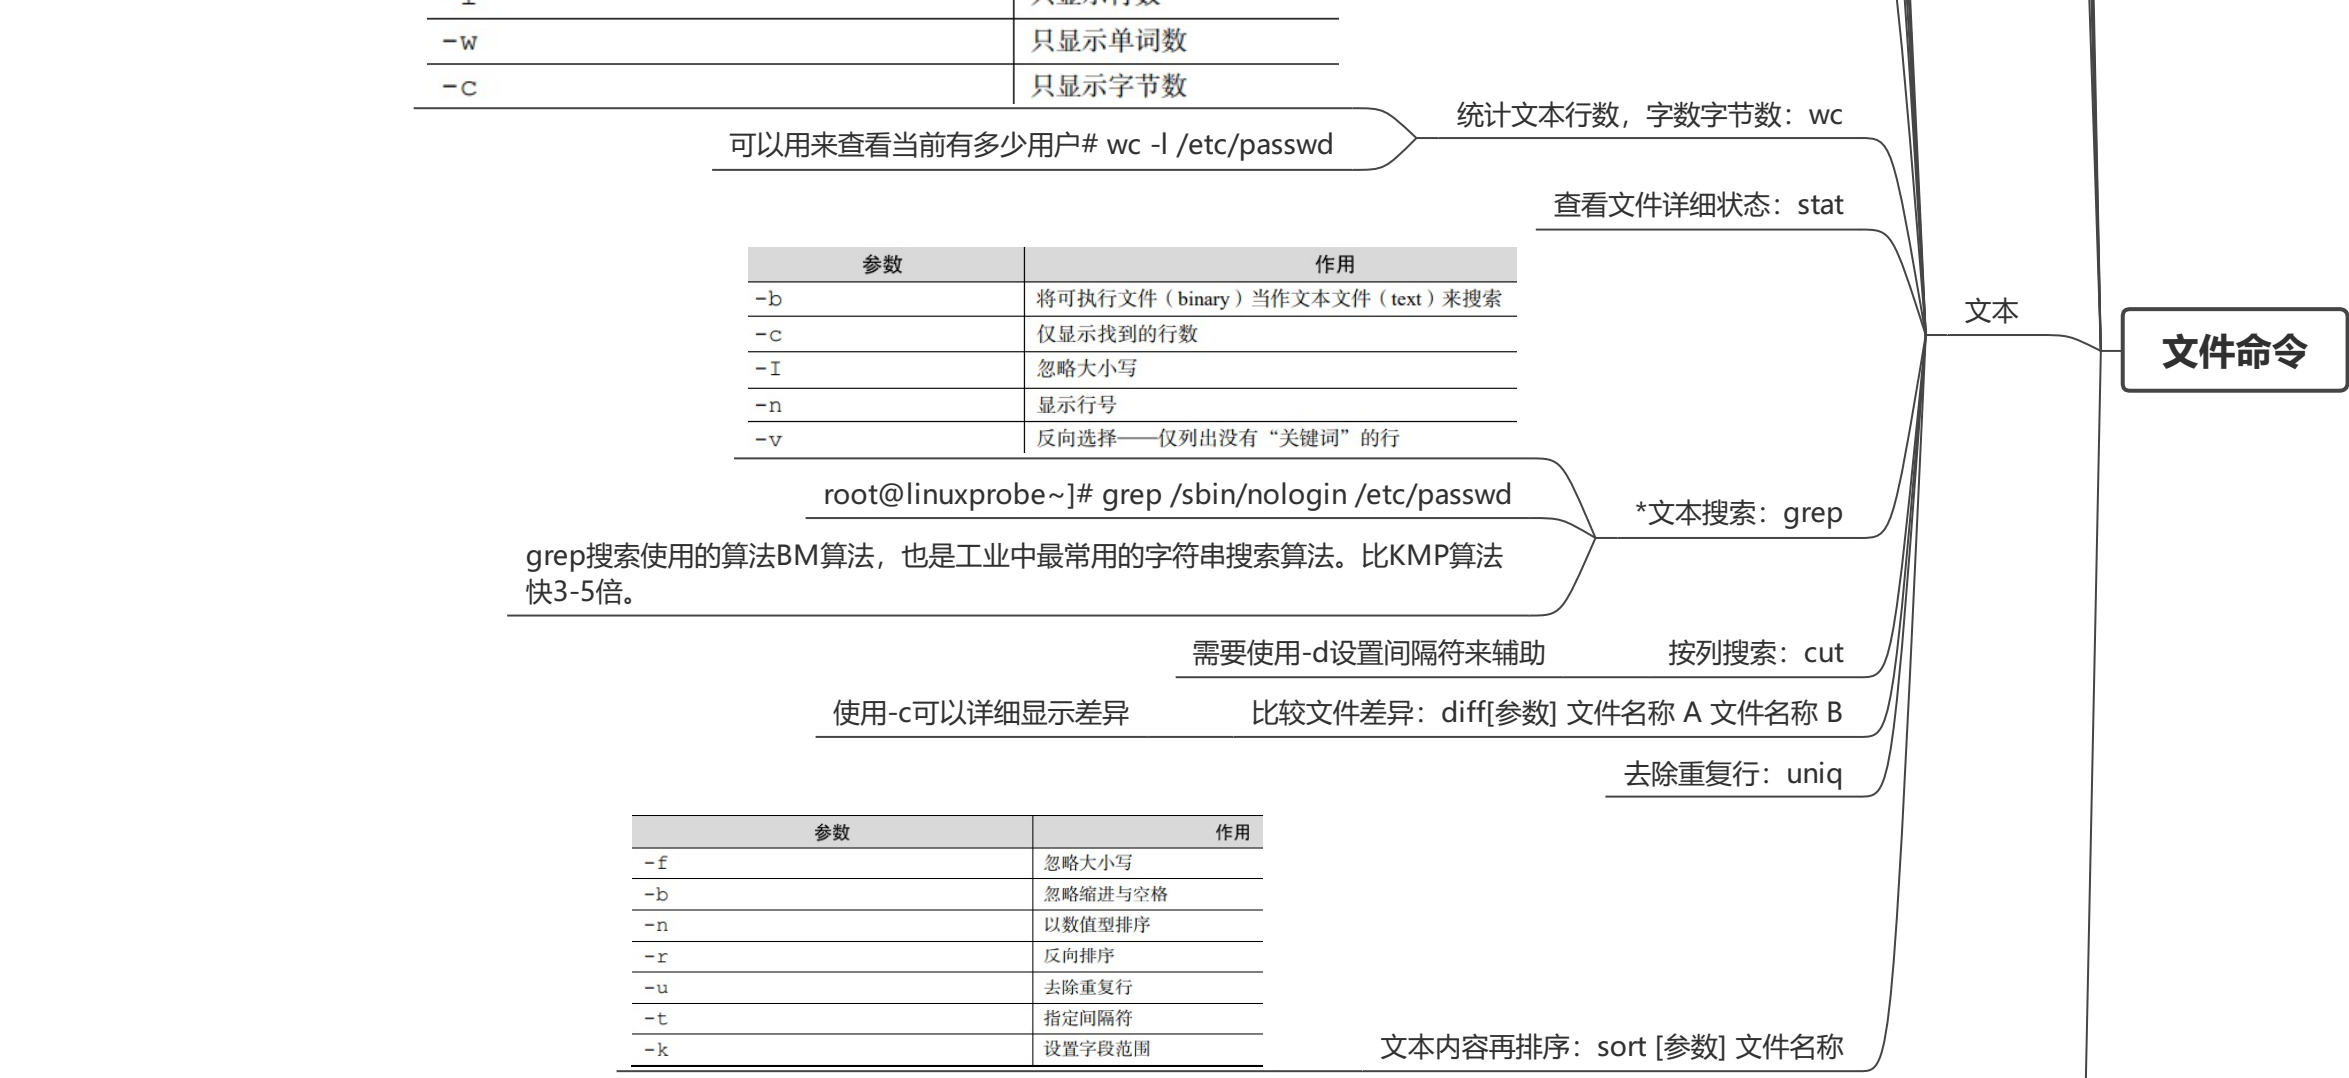 只显示行数
-w 只显示单词数
-c 只显示字节数
统计文本行数，字数字节数：wc
可以用来查看当前有多少用户# wc -l /etc/passwd
查看文件详细状态：stat
参数 作用
-b 将可执行文件（binary）当作文本文件（text）来搜索
-c 仅显示找到的行数
-I 忽略大小写
-n 显示行号
-v 反向选择——仅列出没有“关键词”的行
文本
文件命令
root@linuxprobe~]# grep /sbin/nologin /etc/passwd
*文本搜索：grep
grep搜索使用的算法BM算法，也是工业中最常用的字符串搜索算法。比KMP算法
快3-5倍。
需要使用-d设置间隔符来辅助
按列搜索：cut
使用-c可以详细显示差异
比较文件差异：diff[参数] 文件名称 A 文件名称 B
去除重复行：uniq
参数 作用
-f 忽略大小写
-b 忽略缩进与空格
-n 以数值型排序
-r 反向排序
-u 去除重复行
-t 指定间隔符
-k 设置字段范围
文本内容再排序：sort [参数] 文件名称